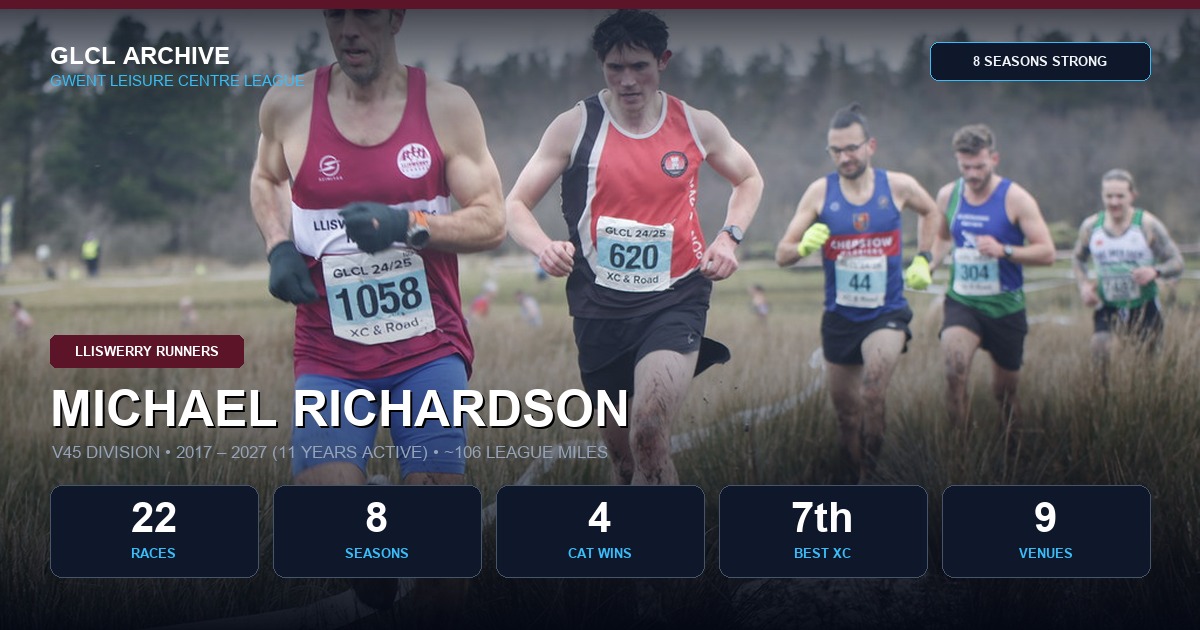 GLCL ARCHIVE
GWENT LEISURE CENTRE LEAGUE
8 SEASONS STRONG
SCIMITAR
GLCL 24/25
1058
XC & Road
GLCL 24/25
620
XC & Road
CHEPSTOW
44
304
LLISWERRY RUNNERS
MICHAEL RICHARDSON
V45 DIVISION • 2017 – 2027 (11 YEARS ACTIVE) • ~106 LEAGUE MILES
22
RACES
8
SEASONS
4
CAT WINS
7th
BEST XC
9
VENUES